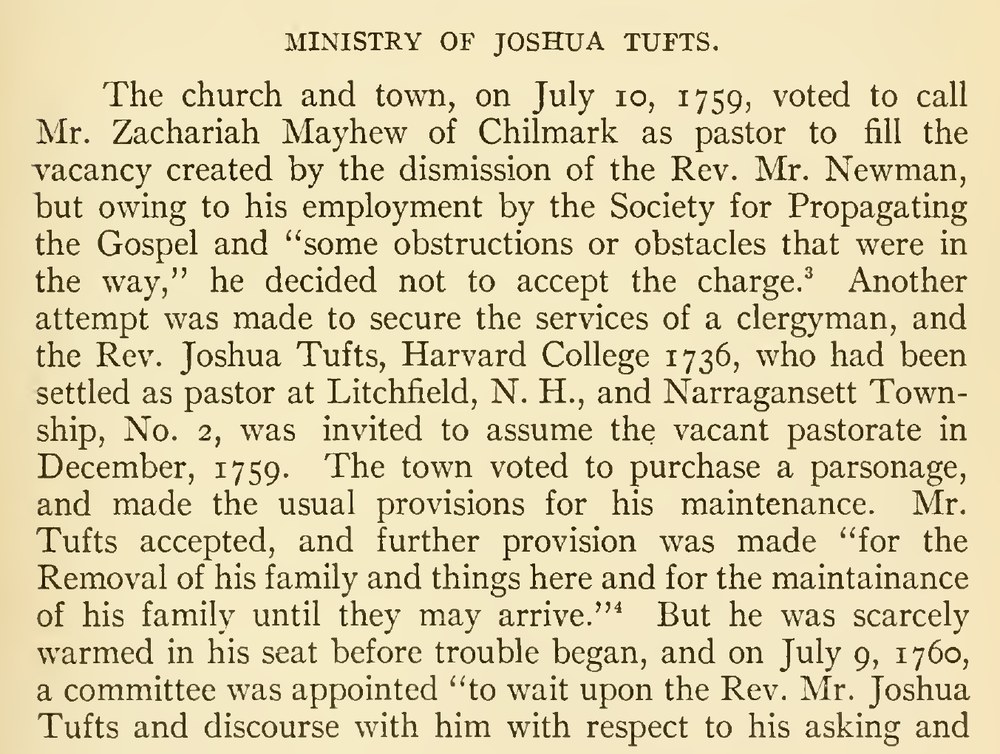 MINISTRY OF JOSHUA TUFTS.
The church and town, on July 10, 1759, voted to call
Mr. Zachariah Mayhew of Chilmark as pastor to fill the
vacancy created by the dismission of the Rev. Mr. Newman,
but owing to his employment by the Society for Propagating
the Gospel and “some obstructions or obstacles that were in
the way,” he decided not to accept the charge.³ Another
attempt was made to secure the services of a clergyman, and
the Rev. Joshua Tufts, Harvard College 1736, who had been
settled as pastor at Litchfield, N. H., and Narragansett Town-
ship, No. 2, was invited to assume the vacant pastorate in
December, 1759. The town voted to purchase a parsonage,
and made the usual provisions for his maintenance. Mr.
Tufts accepted, and further provision was made “for the
Removal of his family and things here and for the maintainance
of his family until they may arrive.”⁴ But he was scarcely
warmed in his seat before trouble began, and on July 9, 1760,
a committee was appointed “to wait upon the Rev. Mr. Joshua
Tufts and discourse with him with respect to his asking and